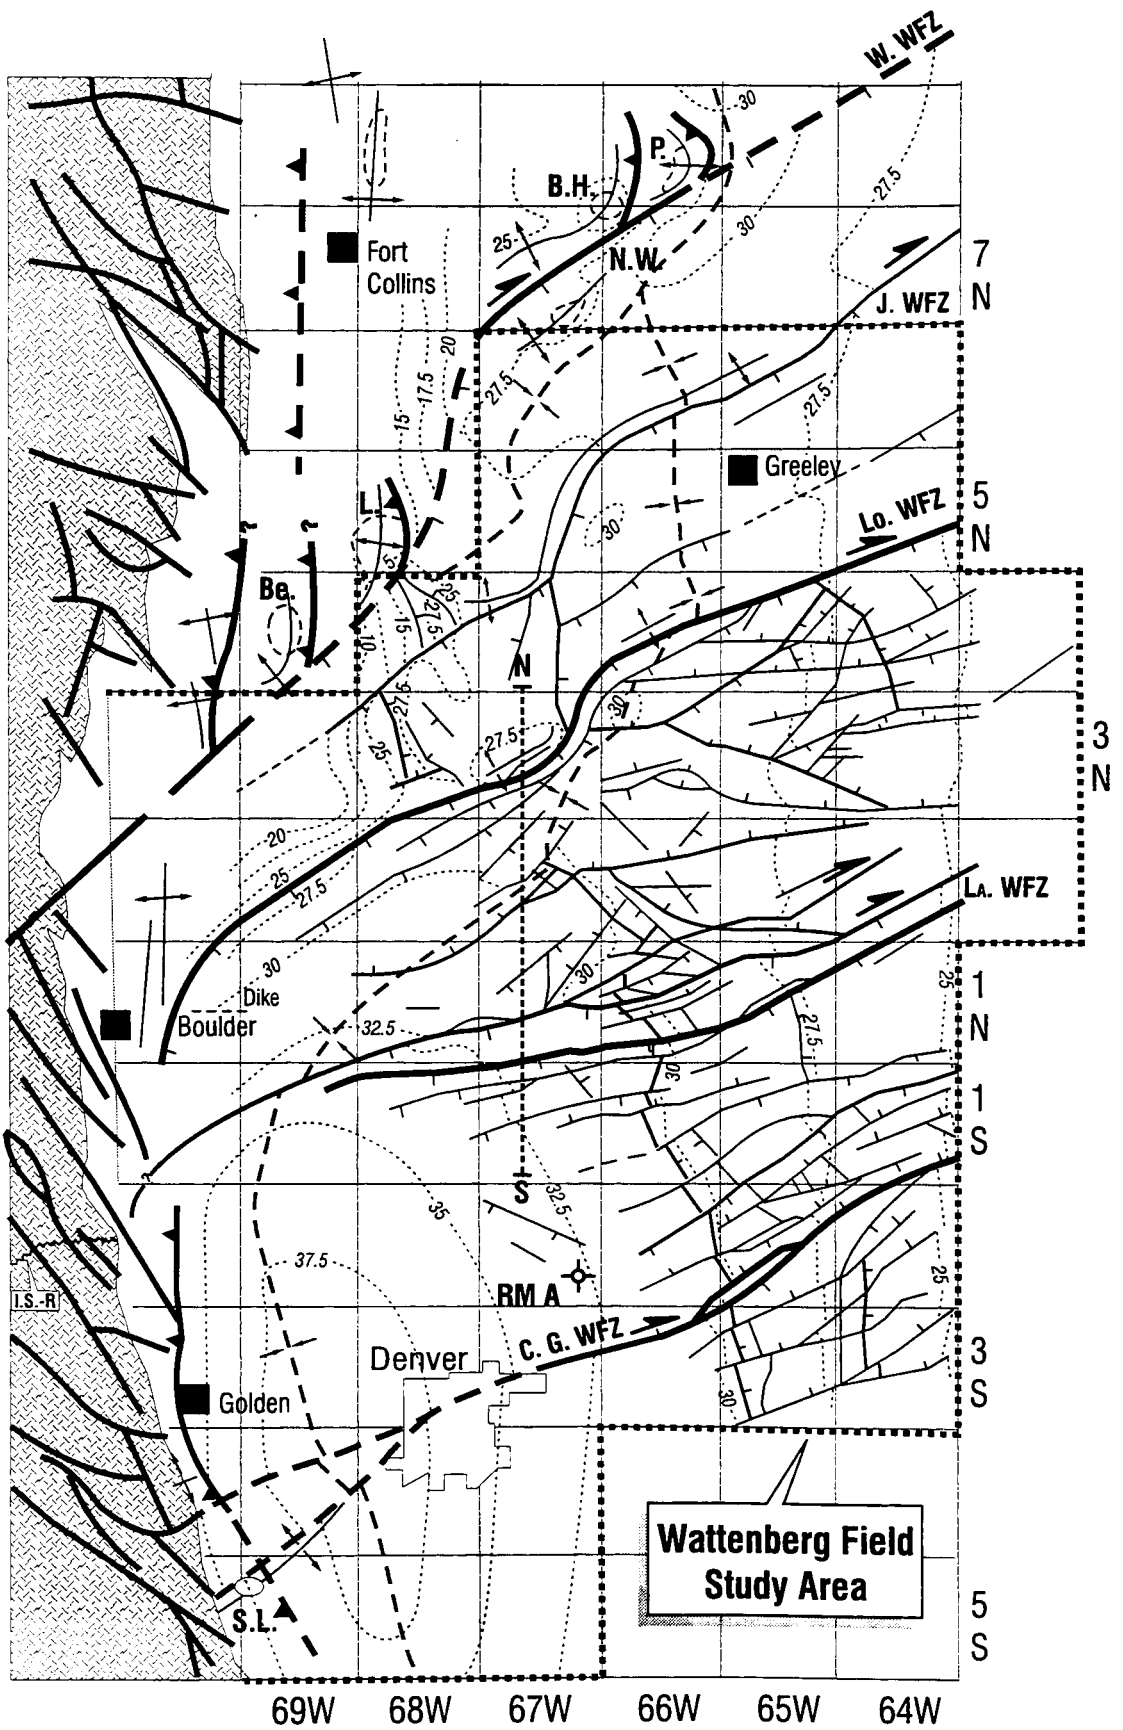 W. WFZ
30
P.
B.H.
27.5
30
25
7
N
Fort
Collins
N.W.
J. WFZ
20
27.5
17.5
27.5
15
Greeley
L.
5
N
30
Lo. WFZ
?
?
5
25
Be.
27.5
15
10
N
27.5
30
3
N
27.5
25
20
25
27.5
LA. WFZ
30
30
1
N
25
Dike
Boulder
32.5
27.5
30
1
S
?
S
32.5
35
37.5
25
I.S.-R
RM A
C. G. WFZ
3
S
Denver
30
Golden
Wattenberg Field
Study Area
S.L.
5
S
69W
68W
67W
66W
65W
64W